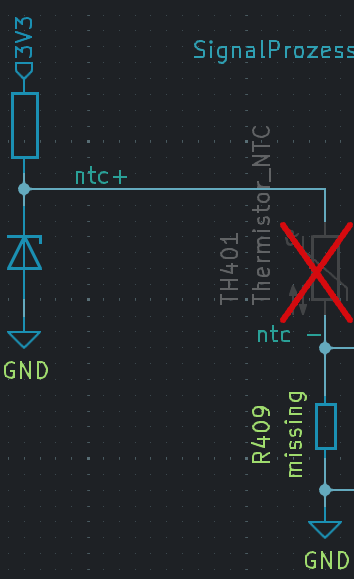 3V3
SignalProzess
ntc+
TH401
Thermistor_NTC
ntc -
GND
R409
missing
GND